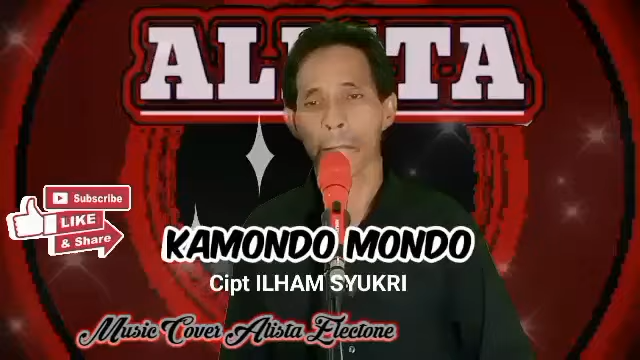 Subscribe
LIKE
& Share
KAMONDO MONDO
Cipt ILHAM SYUKRI
Music Cover Alista Electone